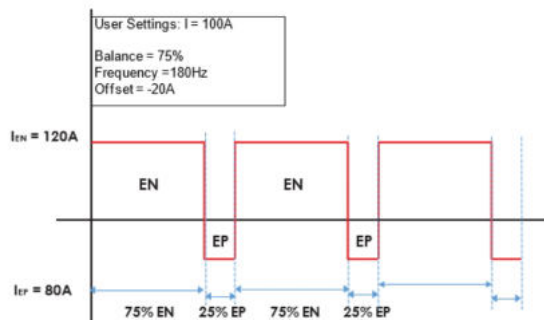 User Settings: I = 100A
Balance = 75%
Frequency =180Hz
Offset = -20A
IEN = 120A
EN
EN
EP
EP
IEP = 80A
75% EN
25% EP
75% EN
25% EP